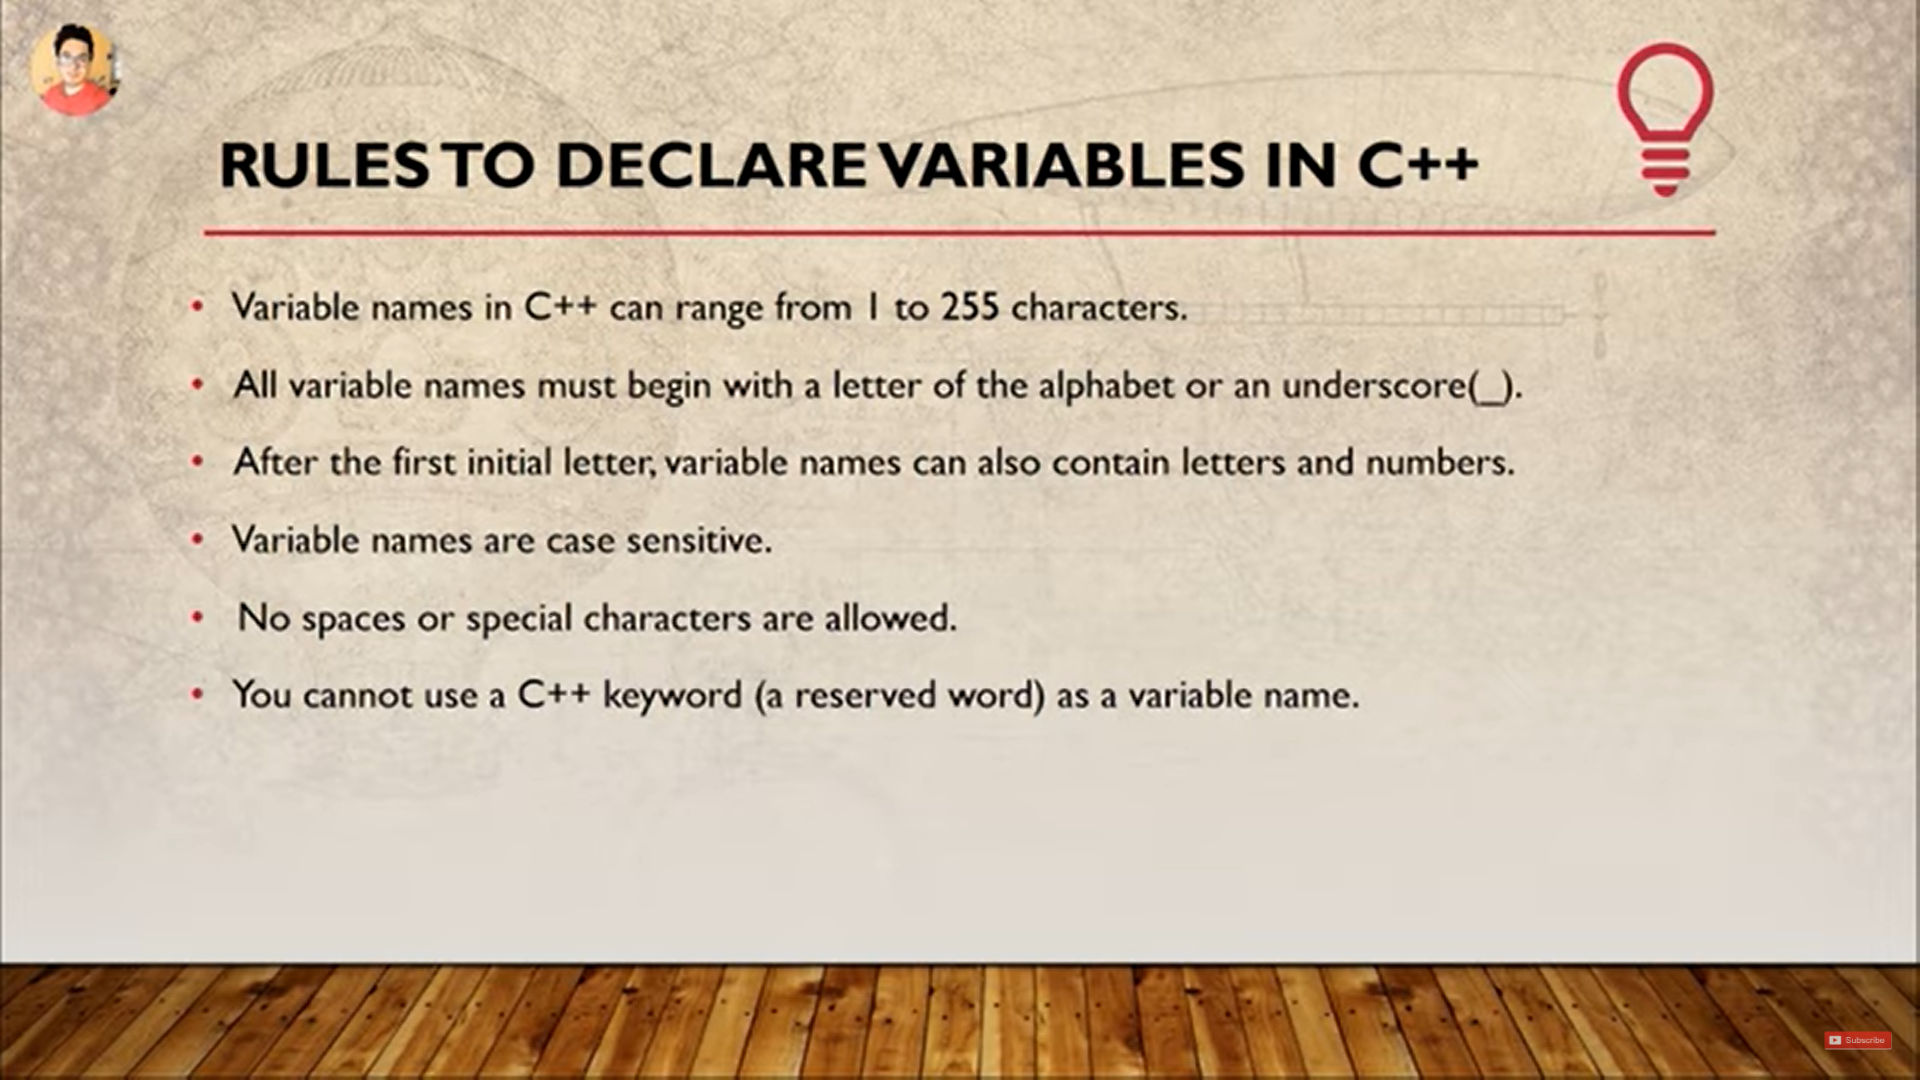 RULES TO DECLARE VARIABLES IN C++
• Variable names in C++ can range from 1 to 255 characters.
• All variable names must begin with a letter of the alphabet or an underscore(_).
• After the first initial letter, variable names can also contain letters and numbers.
• Variable names are case sensitive.
• No spaces or special characters are allowed.
• You cannot use a C++ keyword (a reserved word) as a variable name.
Subscribe